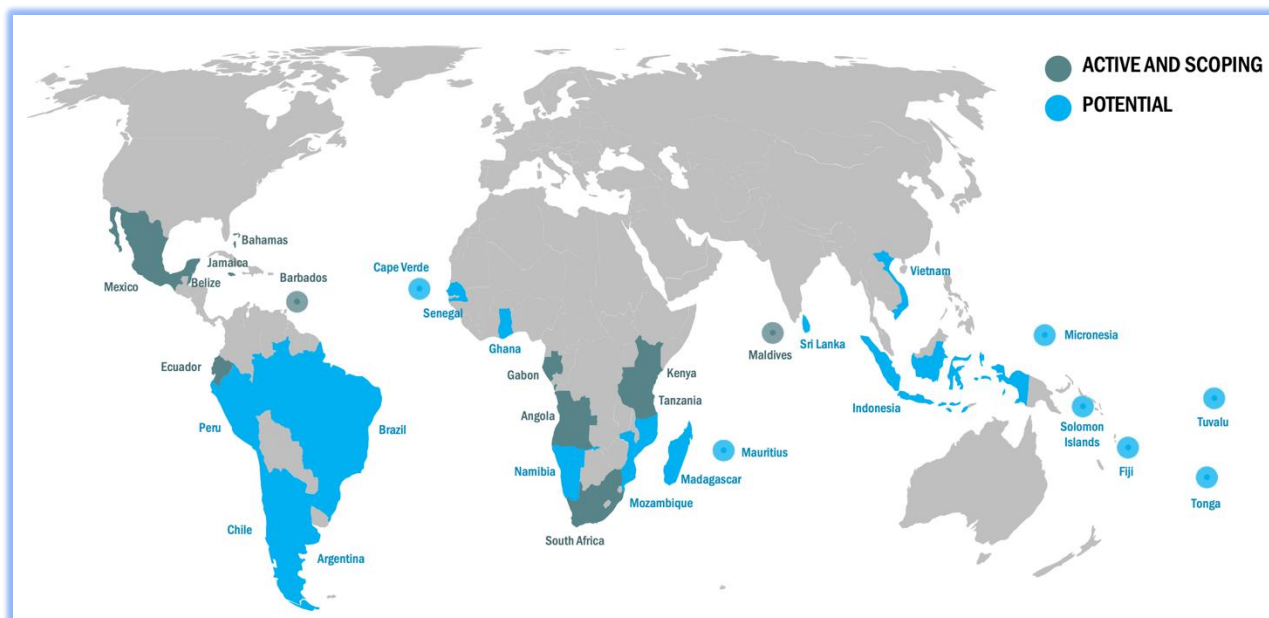 ACTIVE AND SCOPING
POTENTIAL
Bahamas
Jamaica
Barbados
Belize
Mexico
Cape Verde
Senegal
Ghana
Vietnam
Micronesia
Maldives
Sri Lanka
Ecuador
Gabon
Kenya
Tanzania
Indonesia
Angola
Peru
Brazil
Solomon
Islands
Tuvalu
Mauritius
Fiji
Namibia
Madagascar
Mozambique
Tonga
Chile
South Africa
Argentina